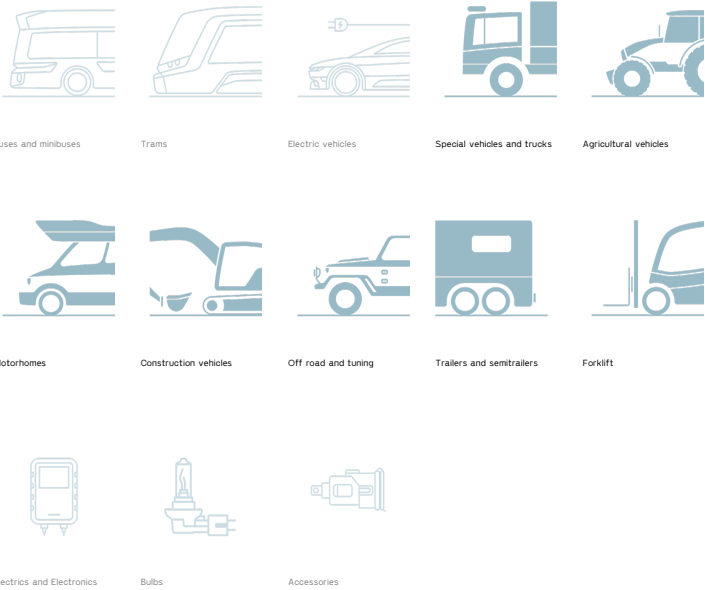 uses and minibuses
Trams
Electric vehicles
Special vehicles and trucks
Agricultural vehicles
otorhomes
Construction vehicles
Off road and tuning
Trailers and semitrailers
Forklift
ectrics and Electronics
Bulbs
Accessories